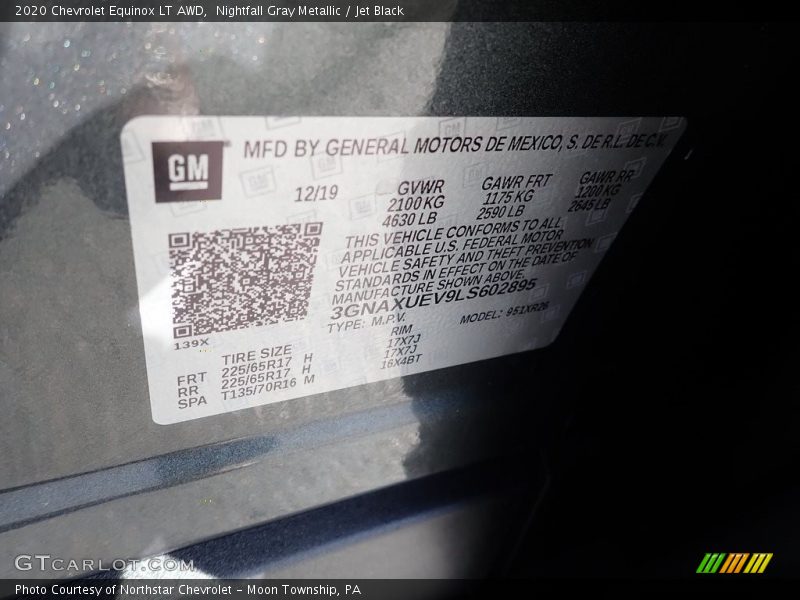 2020 Chevrolet Equinox LT AWD,  Nightfall Gray Metallic / Jet Black
GM
MFD BY GENERAL MOTORS DE MEXICO, S. DE R.L. DE C.V.
12/19
GVWR GAWR FRT GAWR RR
2100 KG 1175 KG 1200 KG
4630 LB 2590 LB 2645 LB
THIS VEHICLE CONFORMS TO ALL
APPLICABLE U.S. FEDERAL MOTOR
VEHICLE SAFETY AND THEFT PREVENTION
STANDARDS IN EFFECT ON THE DATE OF
MANUFACTURE SHOWN ABOVE.
3GNAXUEV9LS602895
TYPE: M.P.V. MODEL: 951XR26
139X
TIRE SIZE RIM
FRT 225/65R17 H 17X7J
RR 225/65R17 H 17X7J
SPA T135/70R16 M 16X4BT
GTCARLOT.COM
Photo Courtesy of Northstar Chevrolet - Moon Township, PA